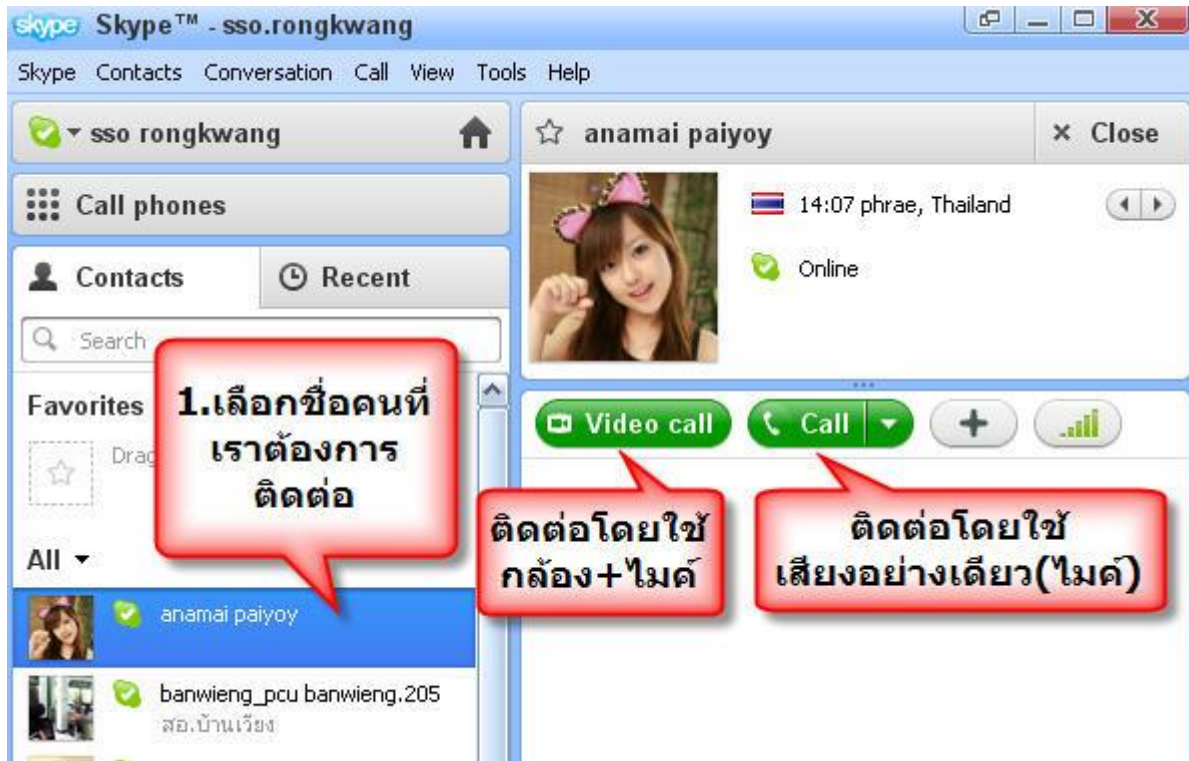 skype Skype™ - sso.rongkwang
Skype Contacts Conversation Call View Tools Help
sso rongkwang
Call phones
Contacts
Recent
Search
Favorites
Drag
All
anamai paiyoy
banwieng_pcu banwieng.205
สอ.บ้านเวียง
1.เลือกชื่อคนที่
เราต้องการ
ติดต่อ
anamai paiyoy
× Close
14:07 phrae, Thailand
Online
Video call
Call
ติดต่อโดยใช้
กล้อง+ไมค์
ติดต่อโดยใช้
เสียงอย่างเดียว(ไมค์)